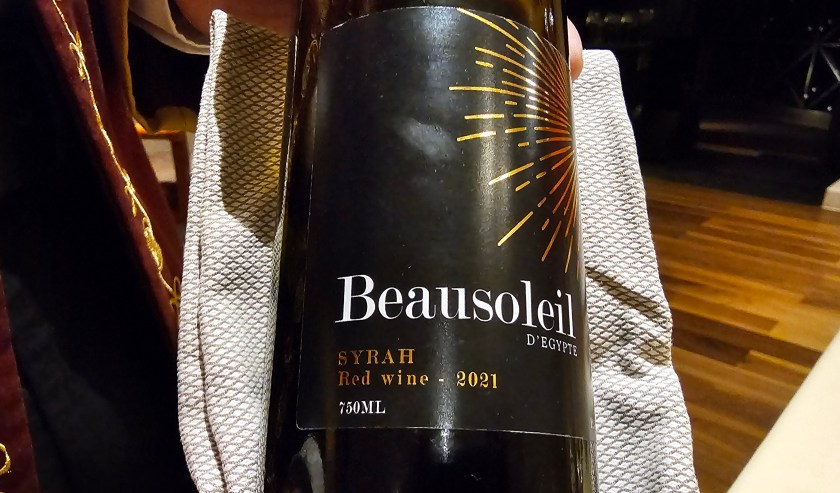 Beausoleil
D'EGYPTE
SYRAH
Red wine - 2021
750ML